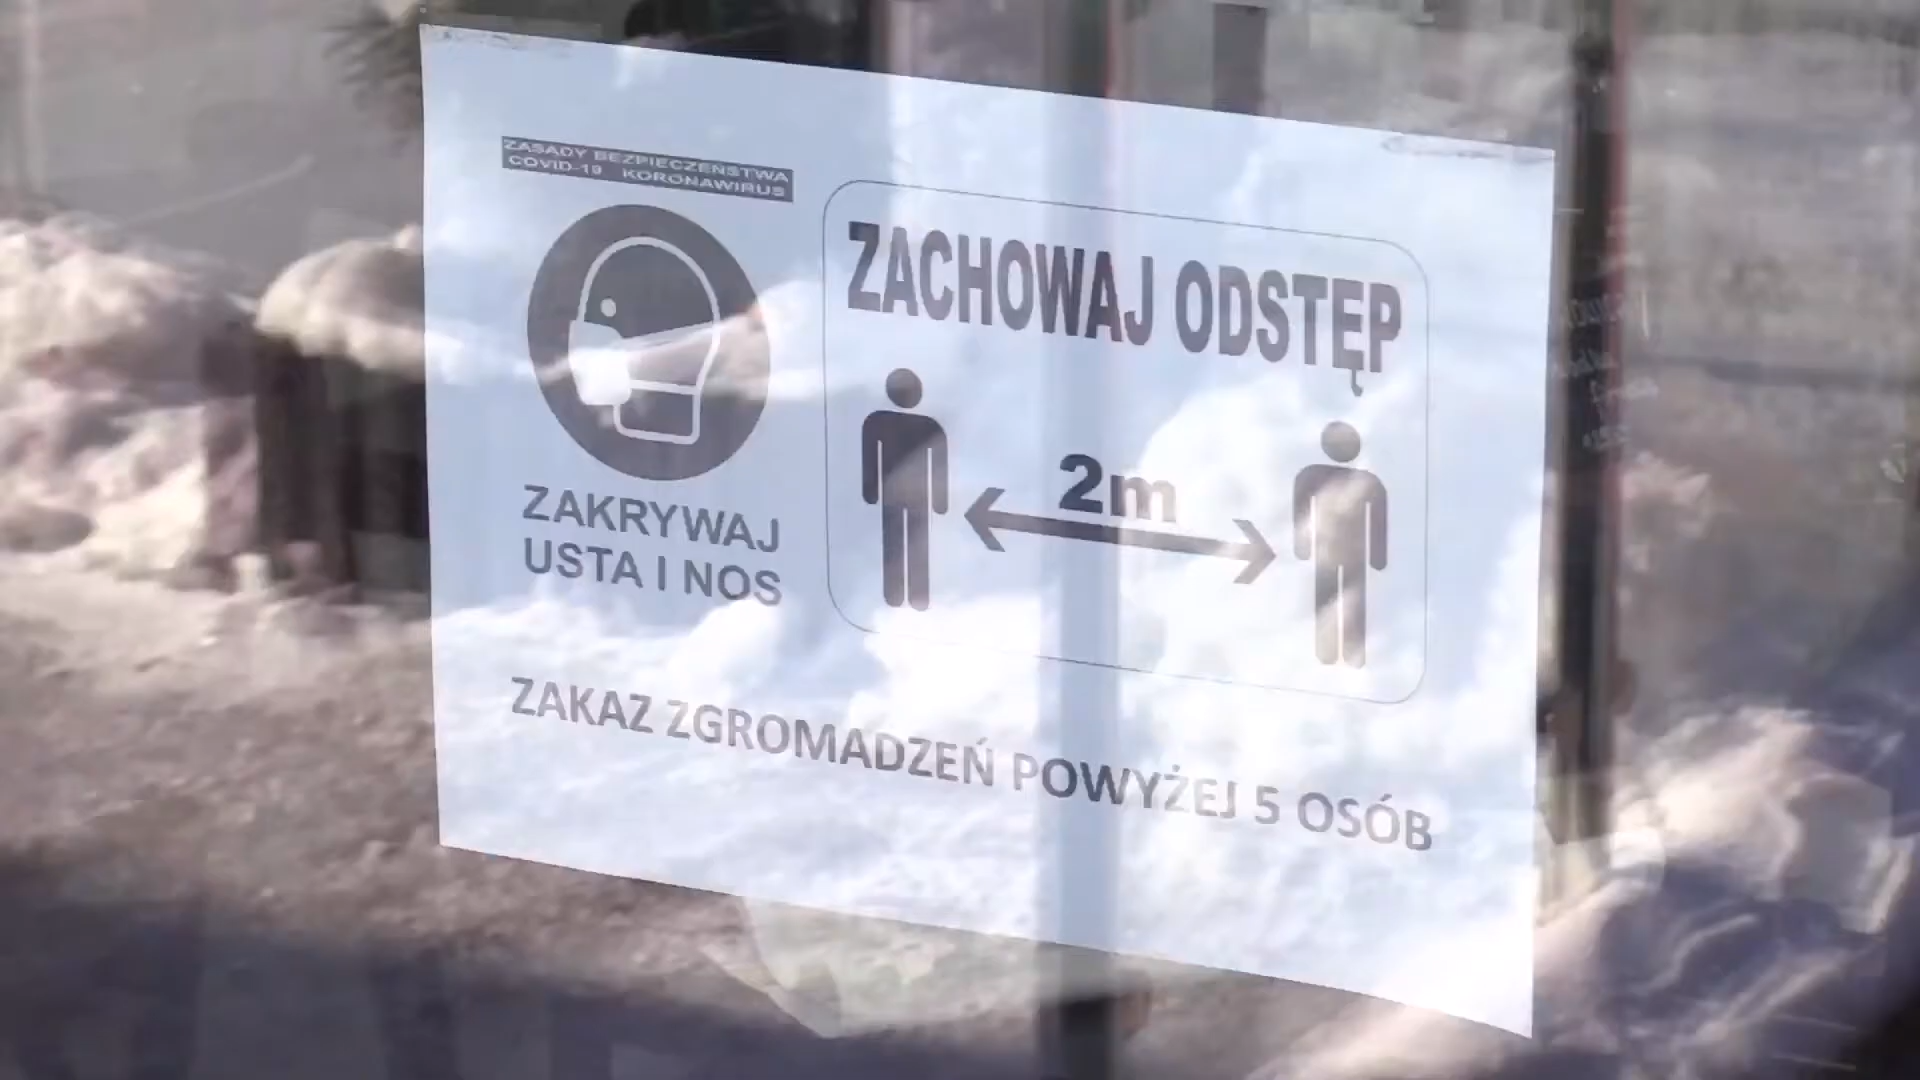 ZASADY BEZPIECZEŃSTWA
COVID-19 KORONAWIRUS
ZAKRYWAJ
USTA I NOS
ZACHOWAJ ODSTĘP
2m
ZAKAZ ZGROMADZEŃ POWYŻEJ 5 OSÓB